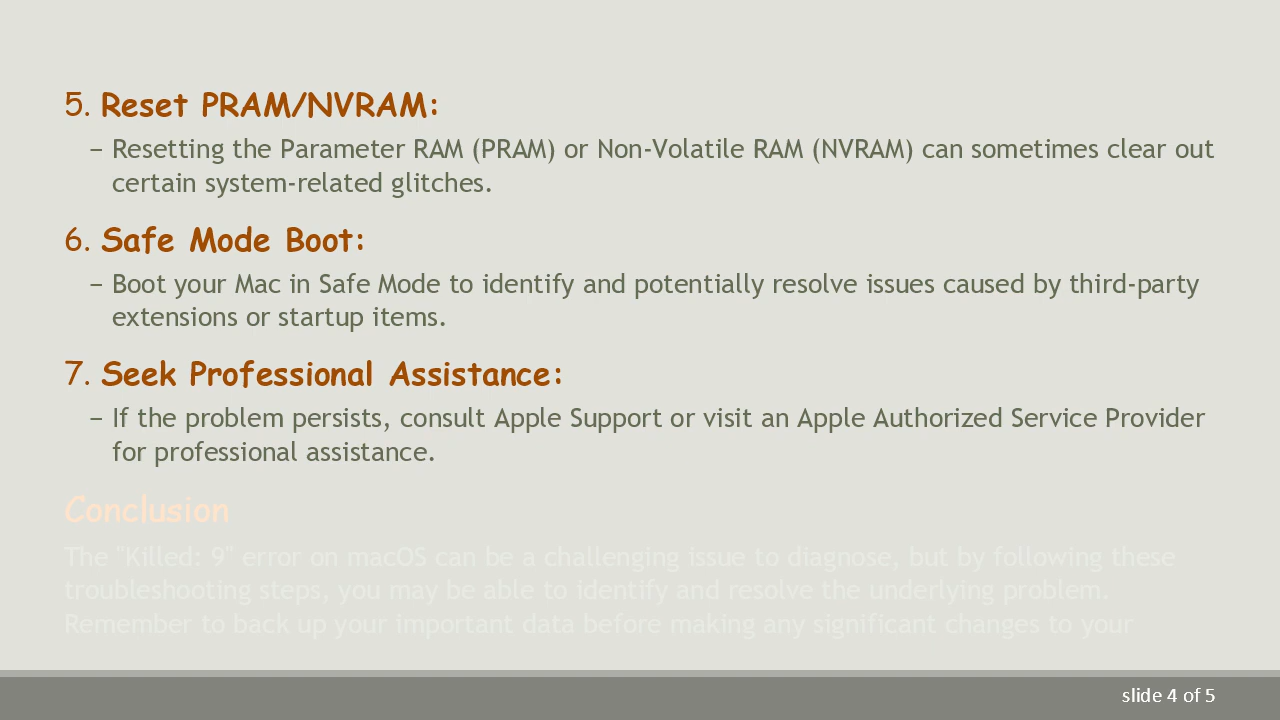 5. Reset PRAM/NVRAM:
– Resetting the Parameter RAM (PRAM) or Non-Volatile RAM (NVRAM) can sometimes clear out
certain system-related glitches.
6. Safe Mode Boot:
– Boot your Mac in Safe Mode to identify and potentially resolve issues caused by third-party
extensions or startup items.
7. Seek Professional Assistance:
– If the problem persists, consult Apple Support or visit an Apple Authorized Service Provider
for professional assistance.
Conclusion
The "Killed: 9" error on macOS can be a challenging issue to diagnose, but by following these
troubleshooting steps, you may be able to identify and resolve the underlying problem.
Remember to back up your important data before making any significant changes to your
slide 4 of 5